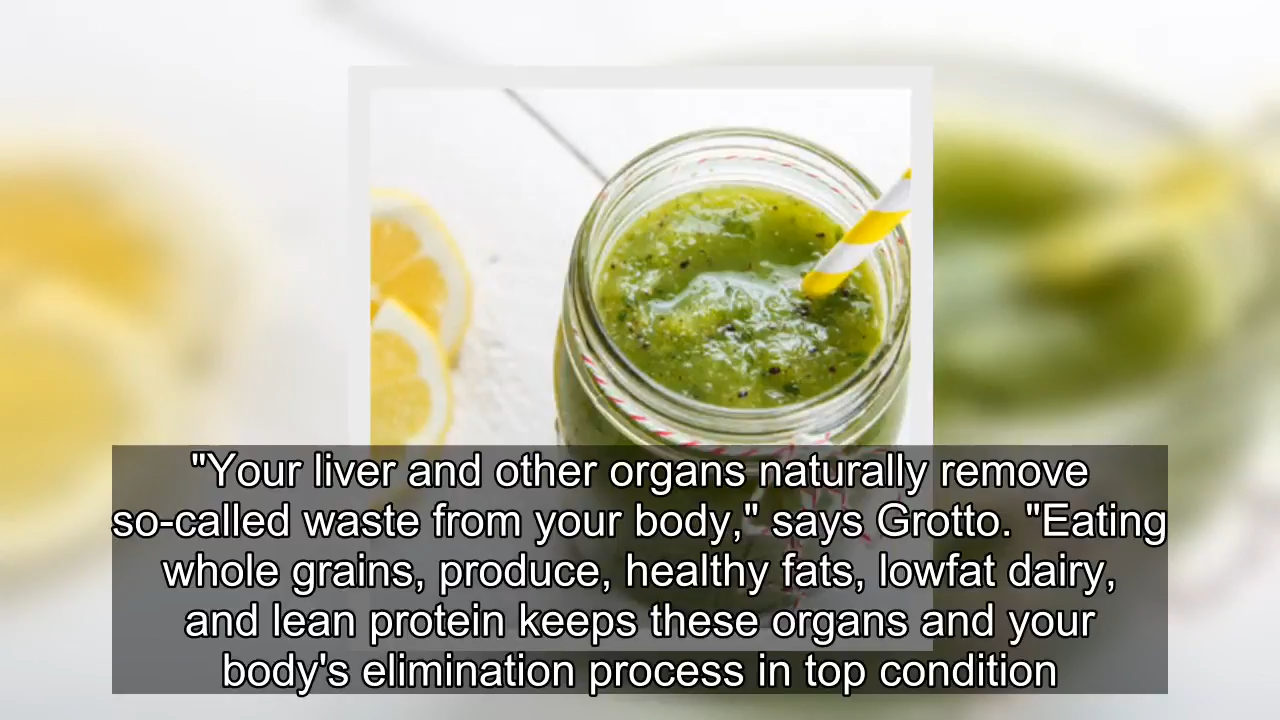 "Your liver and other organs naturally remove
so-called waste from your body," says Grotto. "Eating
whole grains, produce, healthy fats, lowfat dairy,
and lean protein keeps these organs and your
body's elimination process in top condition